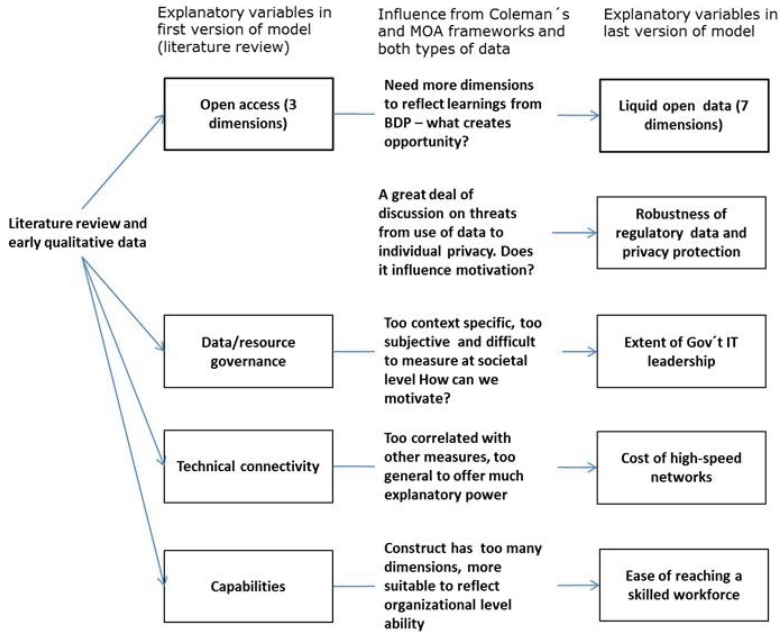 Explanatory variables in
first version of model
(literature review)
Influence from Coleman´s
and MOA frameworks and
both types of data
Explanatory variables in
last version of model
Open access (3
dimensions)
Need more dimensions
to reflect learnings from
BDP – what creates
opportunity?
Liquid open data (7
dimensions)
Literature review and
early qualitative data
A great deal of
discussion on threats
from use of data to
individual privacy. Does
it influence motivation?
Robustness of
regulatory data and
privacy protection
Data/resource
governance
Too context specific, too
subjective and difficult
to measure at societal
level How can we
motivate?
Extent of Gov´t IT
leadership
Technical connectivity
Too correlated with
other measures, too
general to offer much
explanatory power
Cost of high-speed
networks
Capabilities
Construct has too many
dimensions, more
suitable to reflect
organizational level
ability
Ease of reaching a
skilled workforce